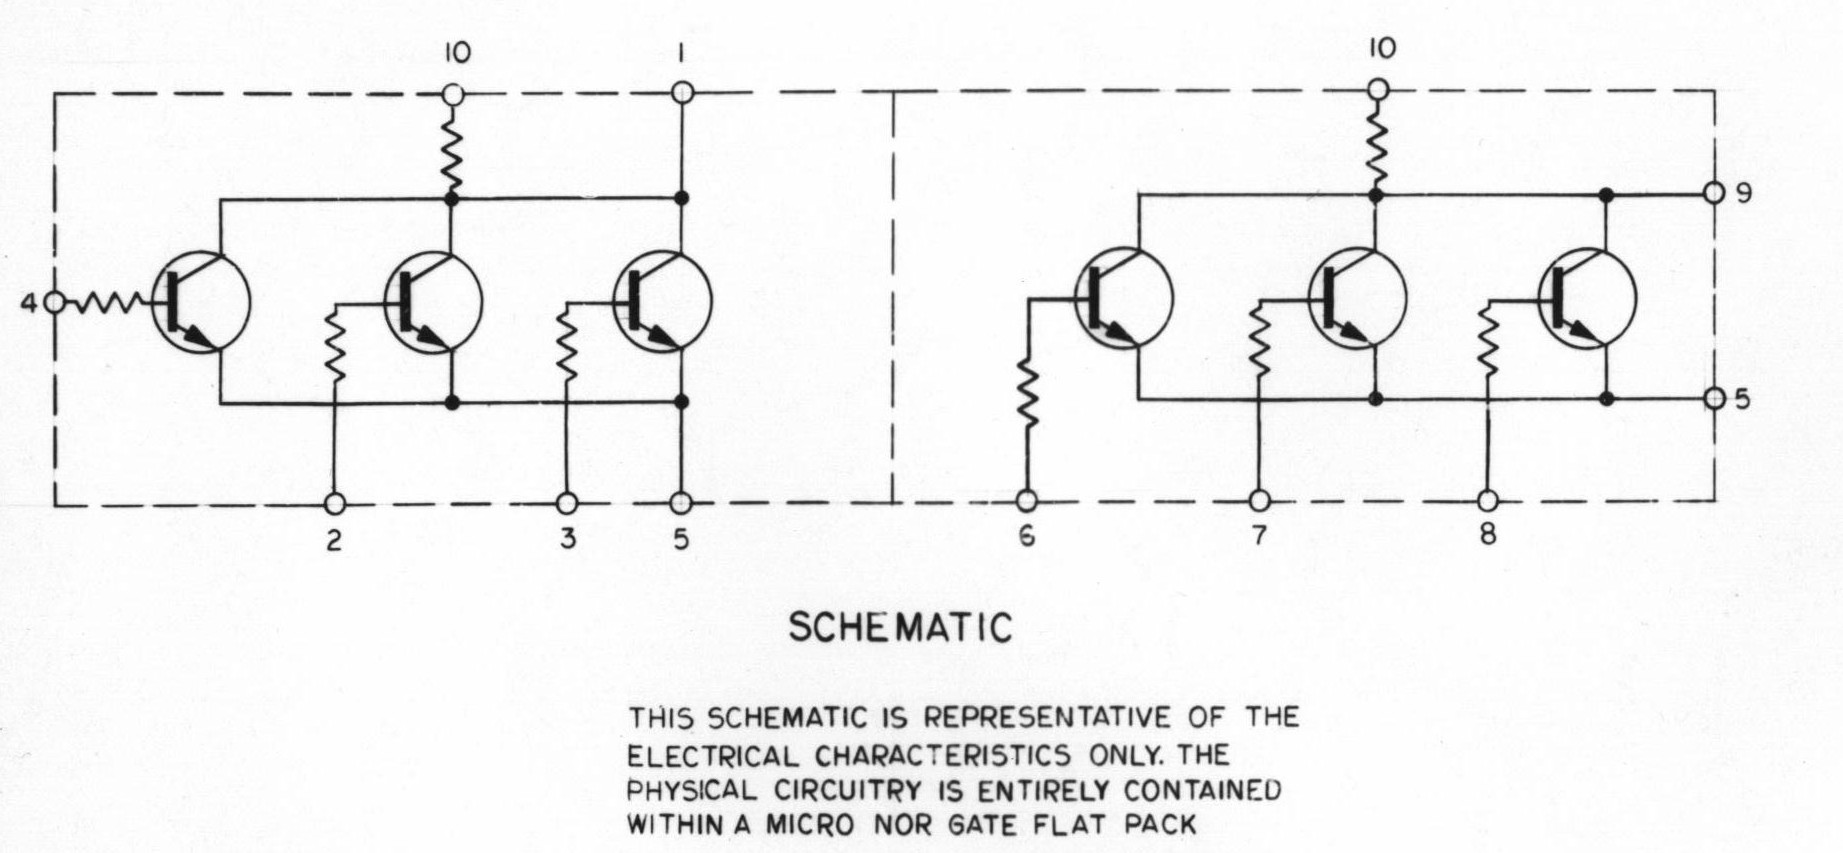 10 1 10
9
4
5
2 3 5 6 7 8
SCHEMATIC
THIS SCHEMATIC IS REPRESENTATIVE OF THE
ELECTRICAL CHARACTERISTICS ONLY. THE
PHYSICAL CIRCUITRY IS ENTIRELY CONTAINED
WITHIN A MICRO NOR GATE FLAT PACK